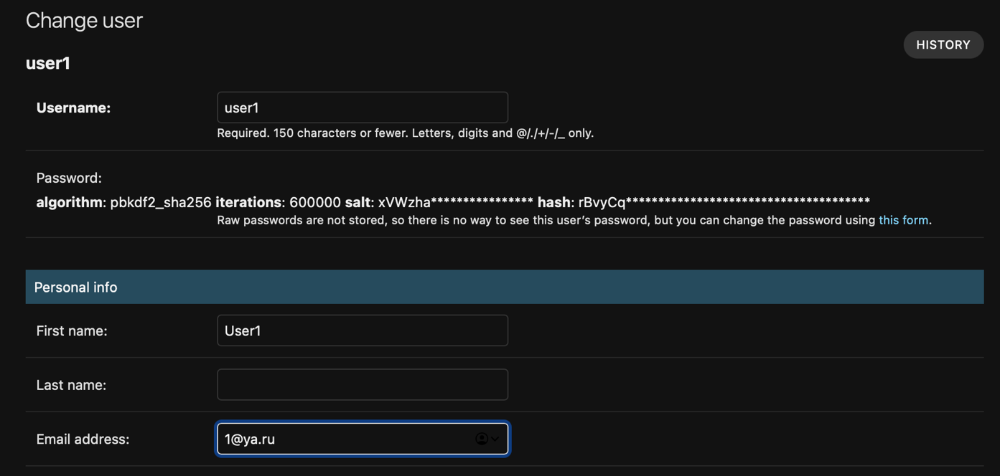 Change user
HISTORY
user1
Username:
user1
Required. 150 characters or fewer. Letters, digits and @/./+/-/_ only.
Password:
algorithm: pbkdf2_sha256 iterations: 600000 salt: xVWzha**************** hash: rBvyCq**************************************
Raw passwords are not stored, so there is no way to see this user’s password, but you can change the password using this form.
Personal info
First name:
User1
Last name:
Email address:
1@ya.ru